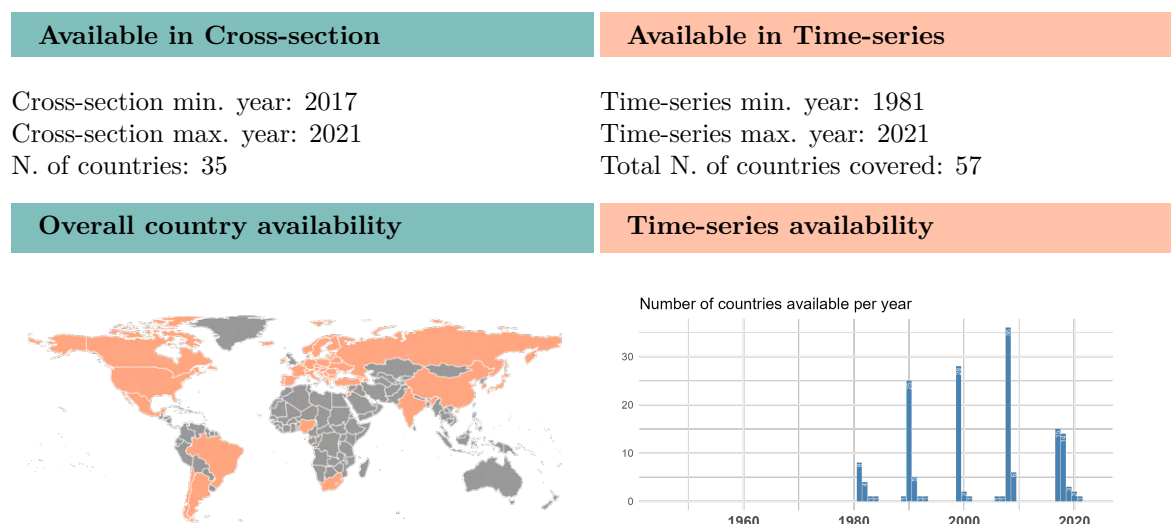 Available in Cross-section
Available in Time-series
Cross-section min. year: 2017
Cross-section max. year: 2021
N. of countries: 35
Time-series min. year: 1981
Time-series max. year: 2021
Total N. of countries covered: 57
Overall country availability
Time-series availability
Number of countries available per year
30
20
10
0
1960
1980
2000
2020